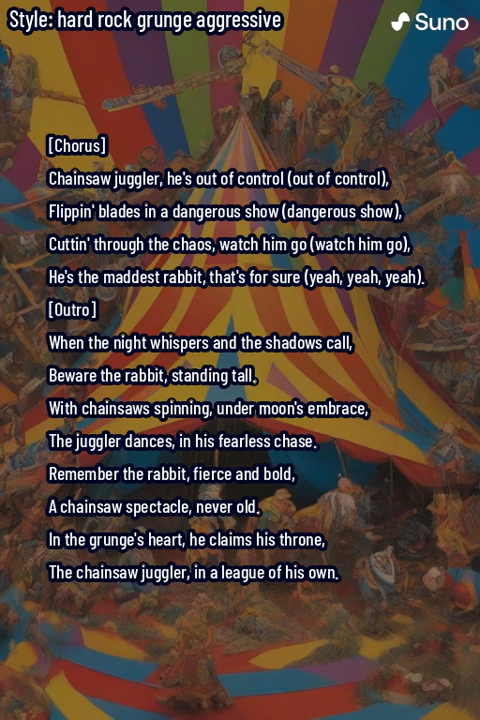 Style: hard rock grunge aggressive
Suno
[Chorus]
Chainsaw juggler, he's out of control (out of control),
Flippin' blades in a dangerous show (dangerous show),
Cuttin' through the chaos, watch him go (watch him go),
He's the maddest rabbit, that's for sure (yeah, yeah, yeah).
[Outro]
When the night whispers and the shadows call,
Beware the rabbit, standing tall.
With chainsaws spinning, under moon's embrace,
The juggler dances, in his fearless chase.
Remember the rabbit, fierce and bold,
A chainsaw spectacle, never old.
In the grunge's heart, he claims his throne,
The chainsaw juggler, in a league of his own.